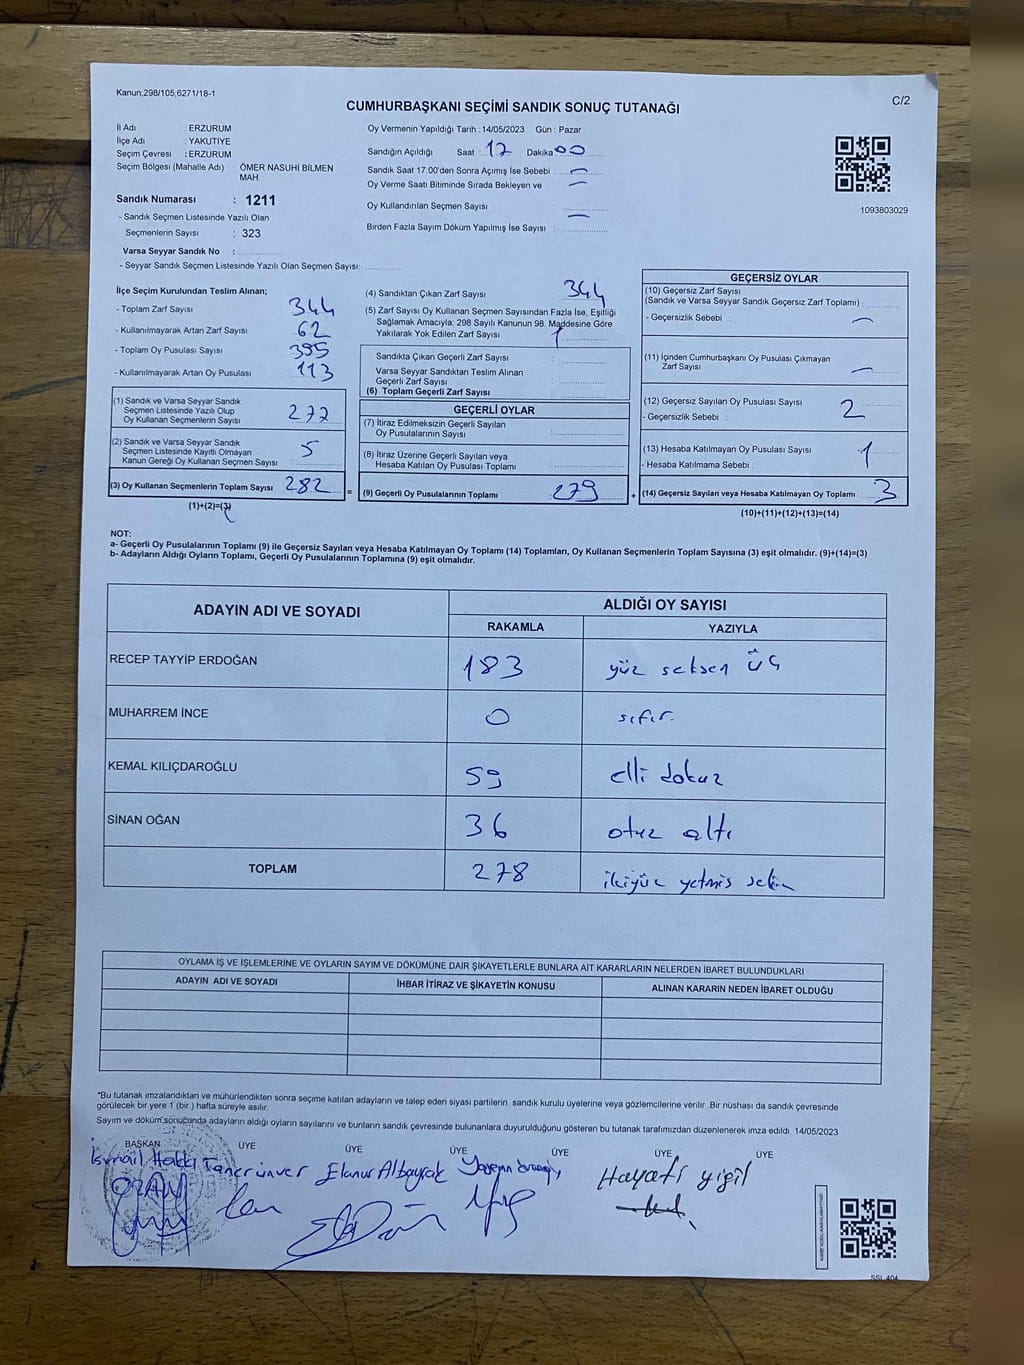 Kanun,298/105,6271/18-1
C/2
CUMHURBAŞKANI SEÇİMİ SANDIK SONUÇ TUTANAĞI
İl Adı : ERZURUM
İlçe Adı : YAKUTİYE
Seçim Çevresi : ERZURUM
Seçim Bölgesi (Mahalle Adı) ÖMER NASUHİ BİLMEN
MAH
Sandık Numarası : 1211
- Sandık Seçmen Listesinde Yazılı Olan
Seçmenlerin Sayısı : 323
Varsa Seyyar Sandık No :
- Seyyar Sandık Seçmen Listesinde Yazılı Olan Seçmen Sayısı:
Oy Vermenin Yapıldığı Tarih : 14/05/2023 Gün : Pazar
Sandığın Açıldığı Saat : 17 Dakika 00
Sandık Saat 17:00'den Sonra Açımış İse Sebebi : —
Oy Verme Saati Bitiminde Sırada Bekleyen ve —
Oy Kullandırılan Seçmen Sayısı :
Birden Fazla Sayım Döküm Yapılmış İse Sayısı : —
1093803029
İlçe Seçim Kurulundan Teslim Alınan;
- Toplam Zarf Sayısı 344
- Kullanılmayarak Artan Zarf Sayısı 62
- Toplam Oy Pusulası Sayısı 395
- Kullanılmayarak Artan Oy Pusulası 113
(1) Sandık ve Varsa Seyyar Sandık
Seçmen Listesinde Yazılı Olup
Oy Kullanan Seçmenlerin Sayısı 277
(2) Sandık ve Varsa Seyyar Sandık
Seçmen Listesinde Kayıtlı Olmayan
Kanun Gereği Oy Kullanan Seçmen Sayısı 5
(3) Oy Kullanan Seçmenlerin Toplam Sayısı 282
(1)+(2)=(3)
(4) Sandıktan Çıkan Zarf Sayısı 344
(5) Zarf Sayısı Oy Kullanan Seçmen Sayısından Fazla İse, Eşitliği
Sağlamak Amacıyla; 298 Sayılı Kanunun 98. Maddesine Göre
Yakılarak Yok Edilen Zarf Sayısı 1
Sandıkta Çıkan Geçerli Zarf Sayısı :
Varsa Seyyar Sandıktan Teslim Alınan
Geçerli Zarf Sayısı :
(6) Toplam Geçerli Zarf Sayısı
GEÇERLİ OYLAR
(7) İtiraz Edilmeksizin Geçerli Sayılan
Oy Pusulalarının Sayısı :
(8) İtiraz Üzerine Geçerli Sayılan veya
Hesaba Katılan Oy Pusulası Toplamı :
= (9) Geçerli Oy Pusulalarının Toplamı 279
GEÇERSİZ OYLAR
(10) Geçersiz Zarf Sayısı
(Sandık ve Varsa Seyyar Sandık Geçersiz Zarf Toplamı)
- Geçersizlik Sebebi : —
(11) İçinden Cumhurbaşkanı Oy Pusulası Çıkmayan
Zarf Sayısı —
(12) Geçersiz Sayılan Oy Pusulası Sayısı 2
- Geçersizlik Sebebi :
(13) Hesaba Katılmayan Oy Pusulası Sayısı 1
- Hesaba Katılmama Sebebi :
+ (14) Geçersiz Sayılan veya Hesaba Katılmayan Oy Toplamı : 3
(10)+(11)+(12)+(13)=(14)
NOT:
a- Geçerli Oy Pusulalarının Toplamı (9) ile Geçersiz Sayılan veya Hesaba Katılmayan Oy Toplamı (14) Toplamları, Oy Kullanan Seçmenlerin Toplam Sayısına (3) eşit olmalıdır. (9)+(14)=(3)
b- Adayların Aldığı Oyların Toplamı, Geçerli Oy Pusulalarının Toplamına (9) eşit olmalıdır.
ADAYIN ADI VE SOYADI ALDIĞI OY SAYISI
RAKAMLA YAZIYLA
RECEP TAYYİP ERDOĞAN 183 yüz seksen üç
MUHARREM İNCE 0 sıfır.
KEMAL KILIÇDAROĞLU 59 elli dokuz
SİNAN OĞAN 36 otuz altı
TOPLAM 278 ikiyüz yetmiş sekiz
OYLAMA İŞ VE İŞLEMLERİNE VE OYLARIN SAYIM VE DÖKÜMÜNE DAİR ŞİKAYETLERLE BUNLARA AİT KARARLARIN NELERDEN İBARET BULUNDUKLARI
ADAYIN ADI VE SOYADI İHBAR İTİRAZ VE ŞİKAYETİN KONUSU ALINAN KARARIN NEDEN İBARET OLDUĞU
*Bu tutanak imzalandıktan ve mühürlendikten sonra seçime katılan adayların ve talep eden siyasi partilerin sandık kurulu üyelerine veya gözlemcilerine verilir .Bir nüshası da sandık çevresinde
görülecek bir yere 1 (bir ) hafta süreyle asılır.
Sayım ve döküm sonucunda adayların aldığı oyların sayılarını ve bunların sandık çevresinde bulunanlara duyurulduğunu gösteren bu tutanak tarafımızdan düzenlenerek imza edildi. 14/05/2023
BAŞKAN ÜYE ÜYE ÜYE ÜYE ÜYE ÜYE
İsmail Hakkı Taner ünver Elanur Albayrak Hayati yigil
OZAN
SSL 404